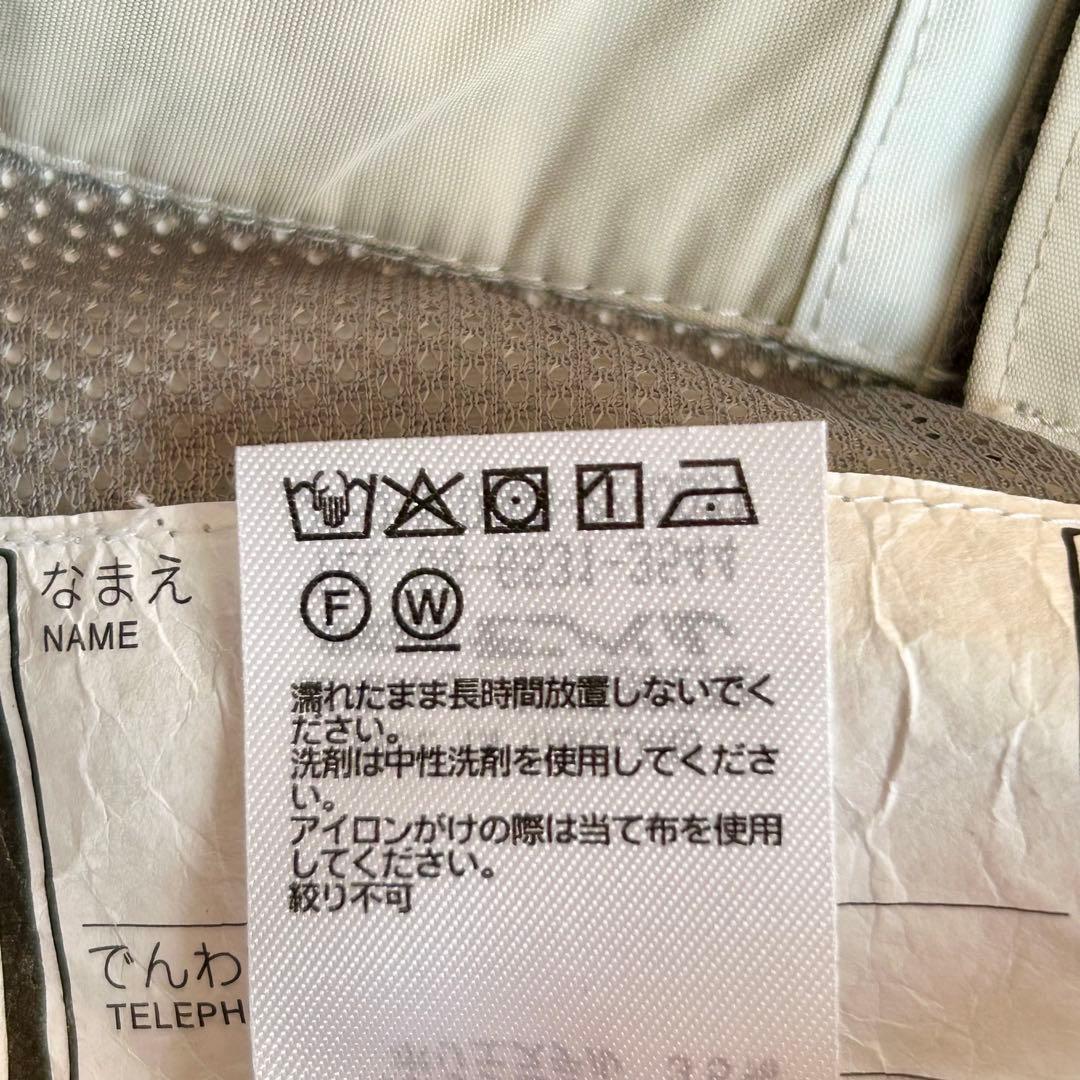 なまえ
NAME
F W
濡れたまま長時間放置しないでく
ださい。
洗剤は中性洗剤を使用してくださ
い。
アイロンがけの際は当て布を使用
してください。
絞り不可
でんわ
TELEPH